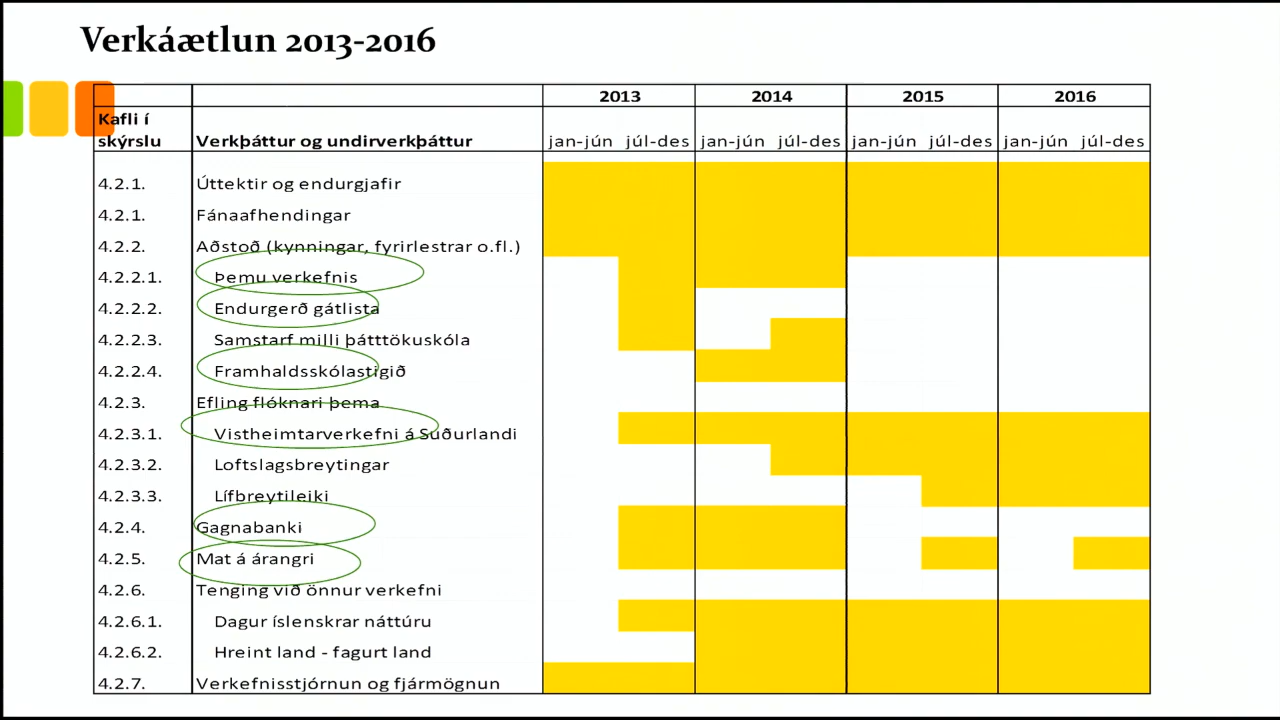 Verkáætlun 2013-2016
2013 2014 2015 2016
Kafli í skýrslu Verkþáttur og undirverkþáttur jan-jún júl-des jan-jún júl-des jan-jún júl-des jan-jún júl-des
4.2.1. Úttektir og endurgjafir
4.2.1. Fánaafhendingar
4.2.2. Aðstoð (kynningar, fyrirlestrar o.fl.)
4.2.2.1. Þemu verkefnis
4.2.2.2. Endurgerð gátlista
4.2.2.3. Samstarf milli þátttökuskóla
4.2.2.4. Framhaldsskólastigið
4.2.3. Efling flóknari þema
4.2.3.1. Vistheimtarverkefni á Suðurlandi
4.2.3.2. Loftslagsbreytingar
4.2.3.3. Lífbreytileiki
4.2.4. Gagnabanki
4.2.5. Mat á árangri
4.2.6. Tenging við önnur verkefni
4.2.6.1. Dagur íslenskrar náttúru
4.2.6.2. Hreint land - fagurt land
4.2.7. Verkefnisstjórnun og fjármögnun